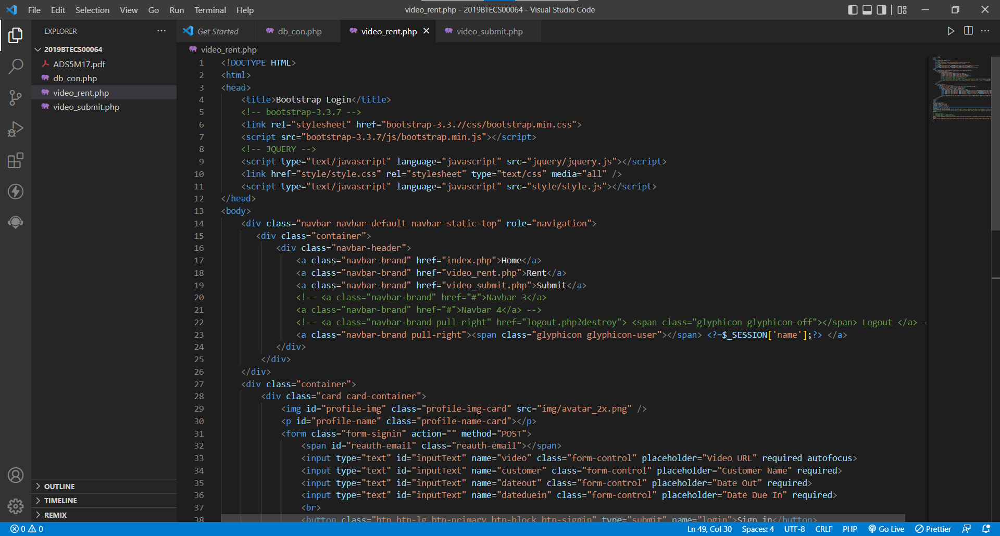 File Edit Selection View Go Run Terminal Help
video_rent.php - 2019BTECS00064 - Visual Studio Code
EXPLORER
Get Started
db_con.php
video_rent.php
video_submit.php
2019BTECS00064
ADS5M17.pdf
db_con.php
video_rent.php
video_submit.php
OUTLINE
TIMELINE
REMIX
video_rent.php
1 <!DOCTYPE HTML>
2 <html>
3 <head>
4 <title>Bootstrap Login</title>
5 <!-- bootstrap-3.3.7 -->
6 <link rel="stylesheet" href="bootstrap-3.3.7/css/bootstrap.min.css">
7 <script src="bootstrap-3.3.7/js/bootstrap.min.js"></script>
8 <!-- JQUERY -->
9 <script type="text/javascript" language="javascript" src="jquery/jquery.js"></script>
10 <link href="style/style.css" rel="stylesheet" type="text/css" media="all" />
11 <script type="text/javascript" language="javascript" src="style/style.js"></script>
12 </head>
13 <body>
14 <div class="navbar navbar-default navbar-static-top" role="navigation">
15 <div class="container">
16 <div class="navbar-header">
17 <a class="navbar-brand" href="index.php">Home</a>
18 <a class="navbar-brand" href="video_rent.php">Rent</a>
19 <a class="navbar-brand" href="video_submit.php">Submit</a>
20 <!-- <a class="navbar-brand" href="#">Navbar 3</a>
21 <a class="navbar-brand" href="#">Navbar 4</a> -->
22 <!-- <a class="navbar-brand pull-right" href="logout.php?destroy"> <span class="glyphicon glyphicon-off"></span> Logout </a> -
23 <a class="navbar-brand pull-right"><span class="glyphicon glyphicon-user"></span> <?=$_SESSION['name'];?> </a>
24 </div>
25 </div>
26 </div>
27 <div class="container">
28 <div class="card card-container">
29 <img id="profile-img" class="profile-img-card" src="img/avatar_2x.png" />
30 <p id="profile-name" class="profile-name-card"></p>
31 <form class="form-signin" action="" method="POST">
32 <span id="reauth-email" class="reauth-email"></span>
33 <input type="text" id="inputText" name="video" class="form-control" placeholder="Video URL" required autofocus>
34 <input type="text" id="inputText" name="customer" class="form-control" placeholder="Customer Name" required>
35 <input type="text" id="inputText" name="dateout" class="form-control" placeholder="Date Out" required>
36 <input type="text" id="inputText" name="dateduein" class="form-control" placeholder="Date Due In" required>
37 <br>
38 <button class="btn btn-lg btn-primary btn-block btn-signin" type="submit" name="login">Sign in</button>
0 0
Ln 49, Col 30 Spaces: 4 UTF-8 CRLF PHP Go Live Prettier